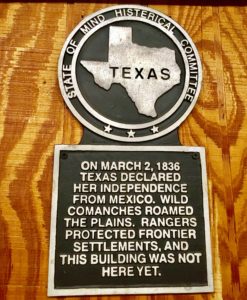 STATE OF MIND HISTERICAL COMMITTEE
TEXAS
ON MARCH 2, 1836
TEXAS DECLARED
HER INDEPENDENCE
FROM MEXICO. WILD
COMANCHES ROAMED
THE PLAINS. RANGERS
PROTECTED FRONTIER
SETTLEMENTS, AND
THIS BUILDING WAS NOT
HERE YET.